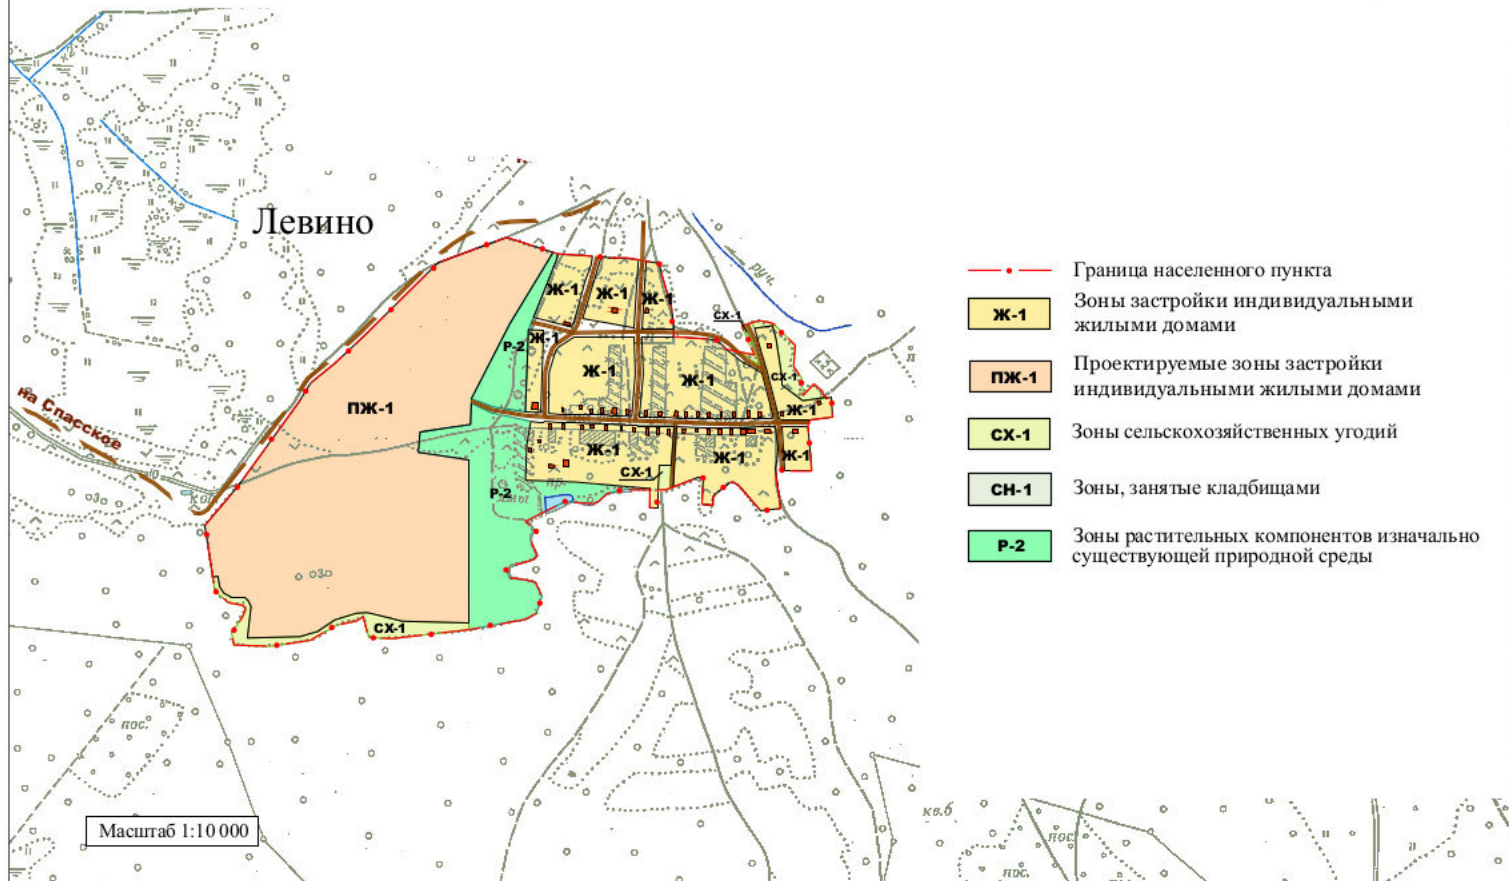 Левино
руч.
Граница населенного пункта
Ж-1
Зоны застройки индивидуальными
жилыми домами
ПЖ-1
Проектируемые зоны застройки
индивидуальными жилыми домами
СХ-1
Зоны сельскохозяйственных угодий
СН-1
Зоны, занятые кладбищами
Р-2
Зоны растительных компонентов изначально
существующей природной среды
Ж-1
Ж-1
Ж-1
СХ-1
Р-2
Ж-1
Ж-1
Ж-1
СХ-1
ПЖ-1
Ж-1
на Спасское
Ж-1
Ж-1
Ж-1
СХ-1
Р-2
пр.
ямы
СХ-1
пос.
Масштаб 1:10 000
кв.6
пос.
пос.